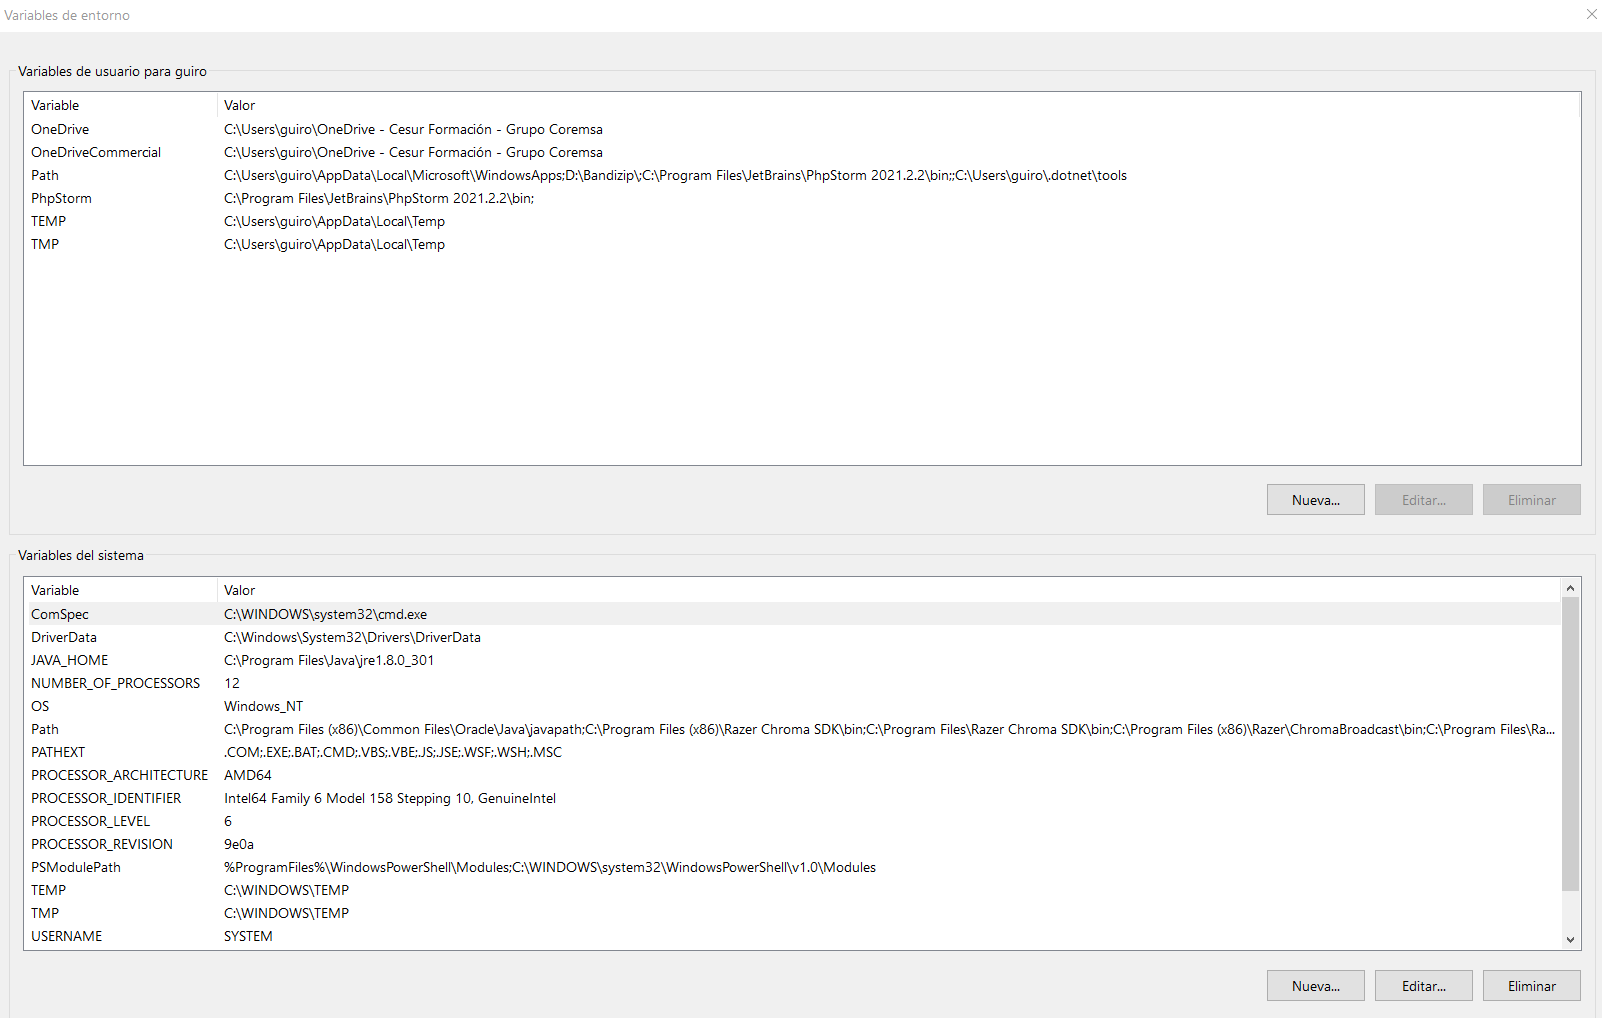 Variables de entorno
Variables de usuario para guiro
Variable Valor
OneDrive C:\Users\guiro\OneDrive - Cesur Formación - Grupo Coremsa
OneDriveCommercial C:\Users\guiro\OneDrive - Cesur Formación - Grupo Coremsa
Path C:\Users\guiro\AppData\Local\Microsoft\WindowsApps;D:\Bandizip\;C:\Program Files\JetBrains\PhpStorm 2021.2.2\bin;;C:\Users\guiro\.dotnet\tools
PhpStorm C:\Program Files\JetBrains\PhpStorm 2021.2.2\bin;
TEMP C:\Users\guiro\AppData\Local\Temp
TMP C:\Users\guiro\AppData\Local\Temp
Nueva... Editar... Eliminar
Variables del sistema
Variable Valor
ComSpec C:\WINDOWS\system32\cmd.exe
DriverData C:\Windows\System32\Drivers\DriverData
JAVA_HOME C:\Program Files\Java\jre1.8.0_301
NUMBER_OF_PROCESSORS 12
OS Windows_NT
Path C:\Program Files (x86)\Common Files\Oracle\Java\javapath;C:\Program Files (x86)\Razer Chroma SDK\bin;C:\Program Files\Razer Chroma SDK\bin;C:\Program Files (x86)\Razer\ChromaBroadcast\bin;C:\Program Files\Ra...
PATHEXT .COM;.EXE;.BAT;.CMD;.VBS;.VBE;.JS;.JSE;.WSF;.WSH;.MSC
PROCESSOR_ARCHITECTURE AMD64
PROCESSOR_IDENTIFIER Intel64 Family 6 Model 158 Stepping 10, GenuineIntel
PROCESSOR_LEVEL 6
PROCESSOR_REVISION 9e0a
PSModulePath %ProgramFiles%\WindowsPowerShell\Modules;C:\WINDOWS\system32\WindowsPowerShell\v1.0\Modules
TEMP C:\WINDOWS\TEMP
TMP C:\WINDOWS\TEMP
USERNAME SYSTEM
Nueva... Editar... Eliminar